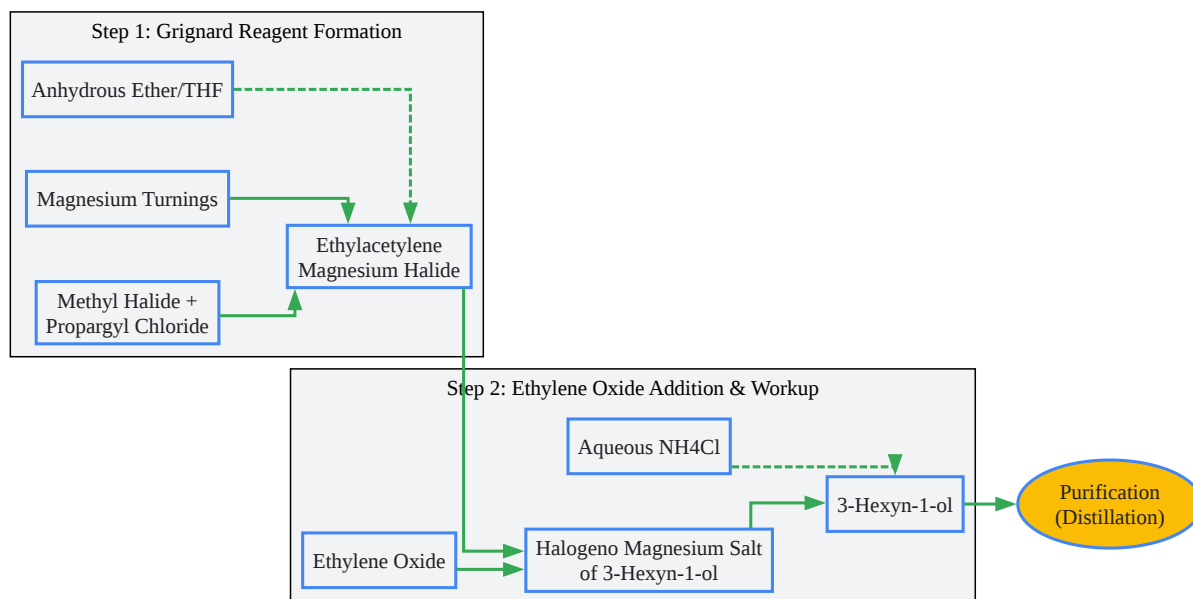 Step 1: Grignard Reagent Formation
Anhydrous Ether/THF
Magnesium Turnings
Ethylacetylene
Magnesium Halide
Methyl Halide +
Propargyl Chloride
Step 2: Ethylene Oxide Addition & Workup
Aqueous NH4Cl
3-Hexyn-1-ol
Purification
(Distillation)
Ethylene Oxide
Halogeno Magnesium Salt
of 3-Hexyn-1-ol